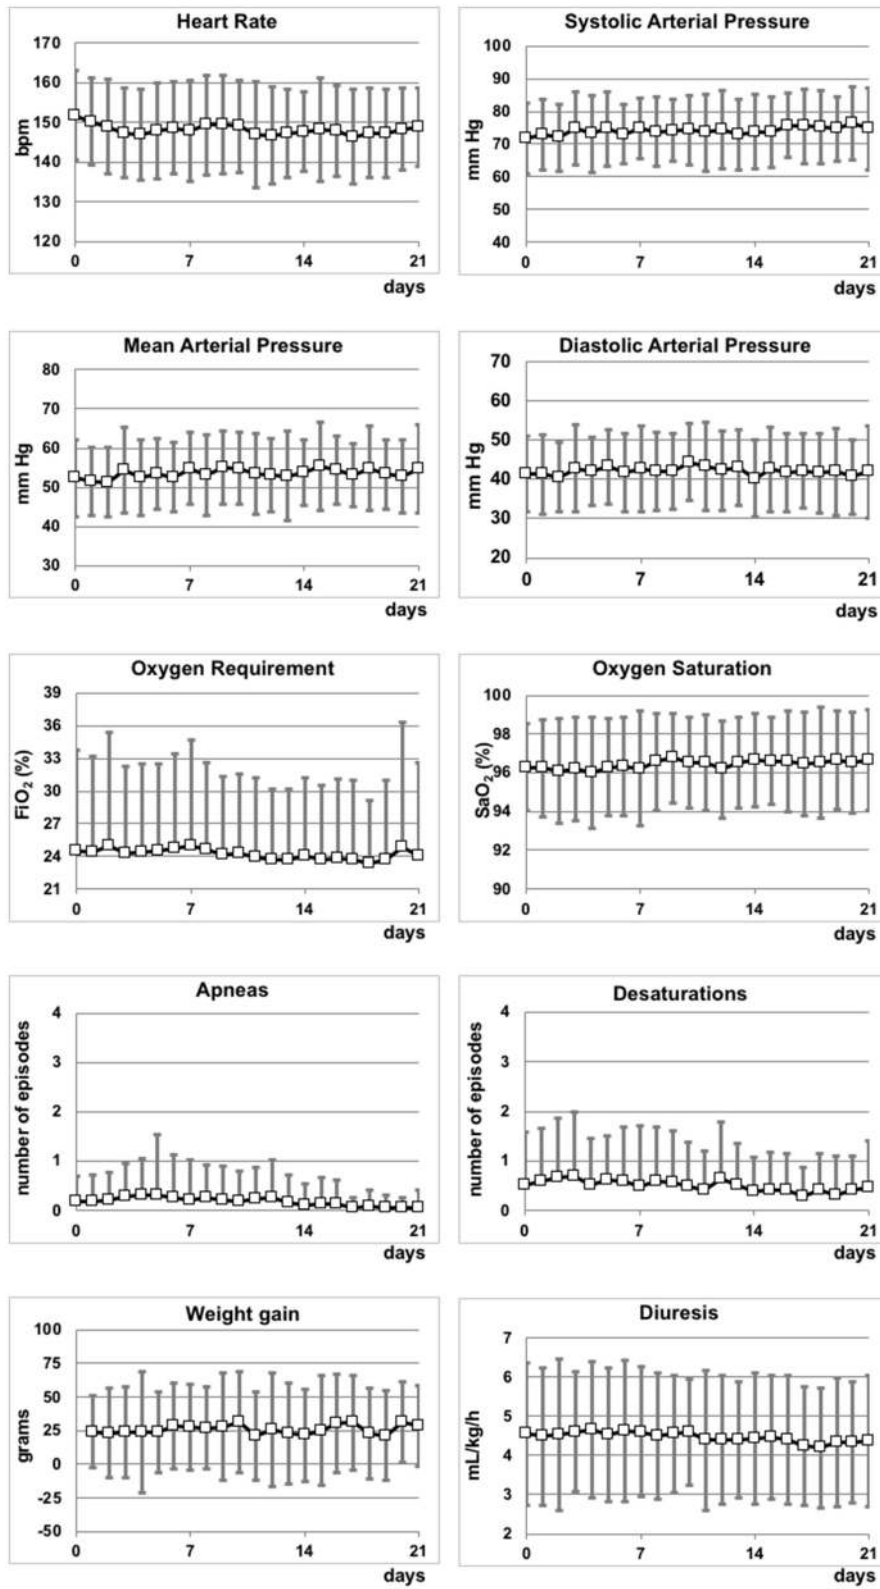 Heart Rate
170
160
150
140
130
120
bpm
0 7 14 21
days
Systolic Arterial Pressure
100
90
80
70
60
50
40
mm Hg
0 7 14 21
days
Mean Arterial Pressure
80
70
60
50
40
30
mm Hg
0 7 14 21
days
Diastolic Arterial Pressure
70
60
50
40
30
20
mm Hg
0 7 14 21
days
Oxygen Requirement
39
36
33
30
27
24
21
FiO₂ (%)
0 7 14 21
days
Oxygen Saturation
100
98
96
94
92
90
SaO₂ (%)
0 7 14 21
days
Apneas
4
3
2
1
0
number of episodes
0 7 14 21
days
Desaturations
4
3
2
1
0
number of episodes
0 7 14 21
days
Weight gain
100
75
50
25
0
-25
-50
grams
0 7 14 21
days
Diuresis
7
6
5
4
3
2
mL/kg/h
0 7 14 21
days